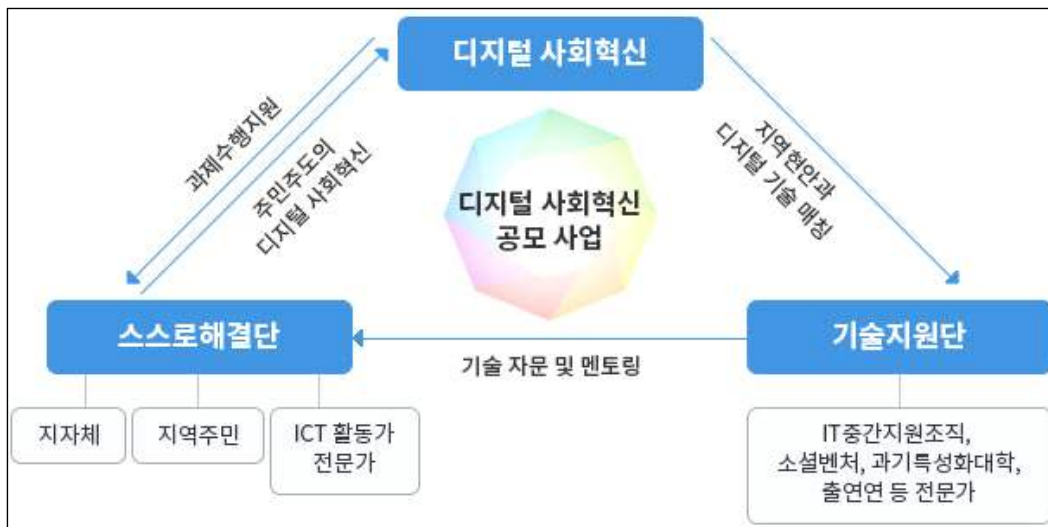 디지털 사회혁신
과제수행지원
주민주도의
디지털 사회혁신
지역현안과
디지털 기술 매칭
디지털 사회혁신
공모 사업
스스로해결단
기술지원단
기술 자문 및 멘토링
지자체
지역주민
ICT 활동가
전문가
IT중간지원조직,
소셜벤처, 과기특성화대학,
출연연 등 전문가